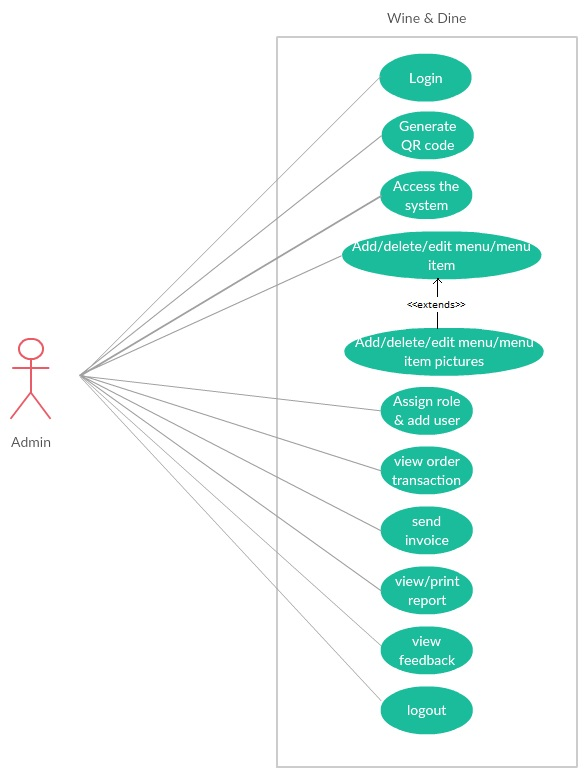 Wine & Dine
Login
Generate
QR code
Access the
system
Add/delete/edit menu/menu
item
<<extends>>
Add/delete/edit menu/menu
item pictures
Assign role
& add user
Admin
view order
transaction
send
invoice
view/print
report
view
feedback
logout